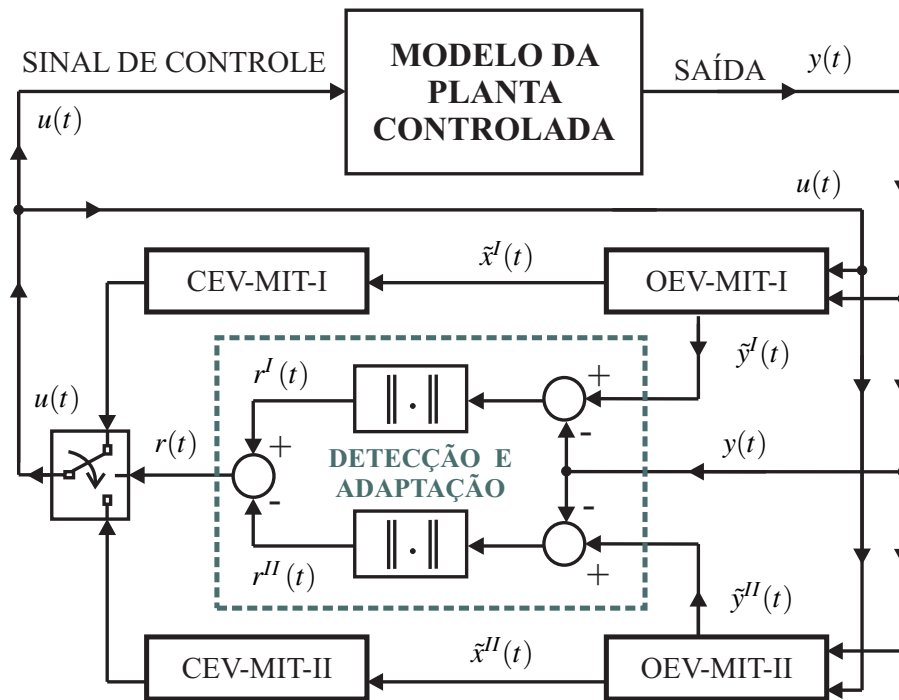 SINAL DE CONTROLE
u(t)
MODELO DA
PLANTA
CONTROLADA
SAÍDA
y(t)
u(t)
CEV-MIT-I
x̃^I(t)
OEV-MIT-I
ỹ^I(t)
r^I(t)
‖ . ‖
+
-
u(t)
r(t)
+
-
DETECÇÃO E
ADAPTAÇÃO
y(t)
-
+
r^II(t)
‖ . ‖
ỹ^II(t)
CEV-MIT-II
x̃^II(t)
OEV-MIT-II